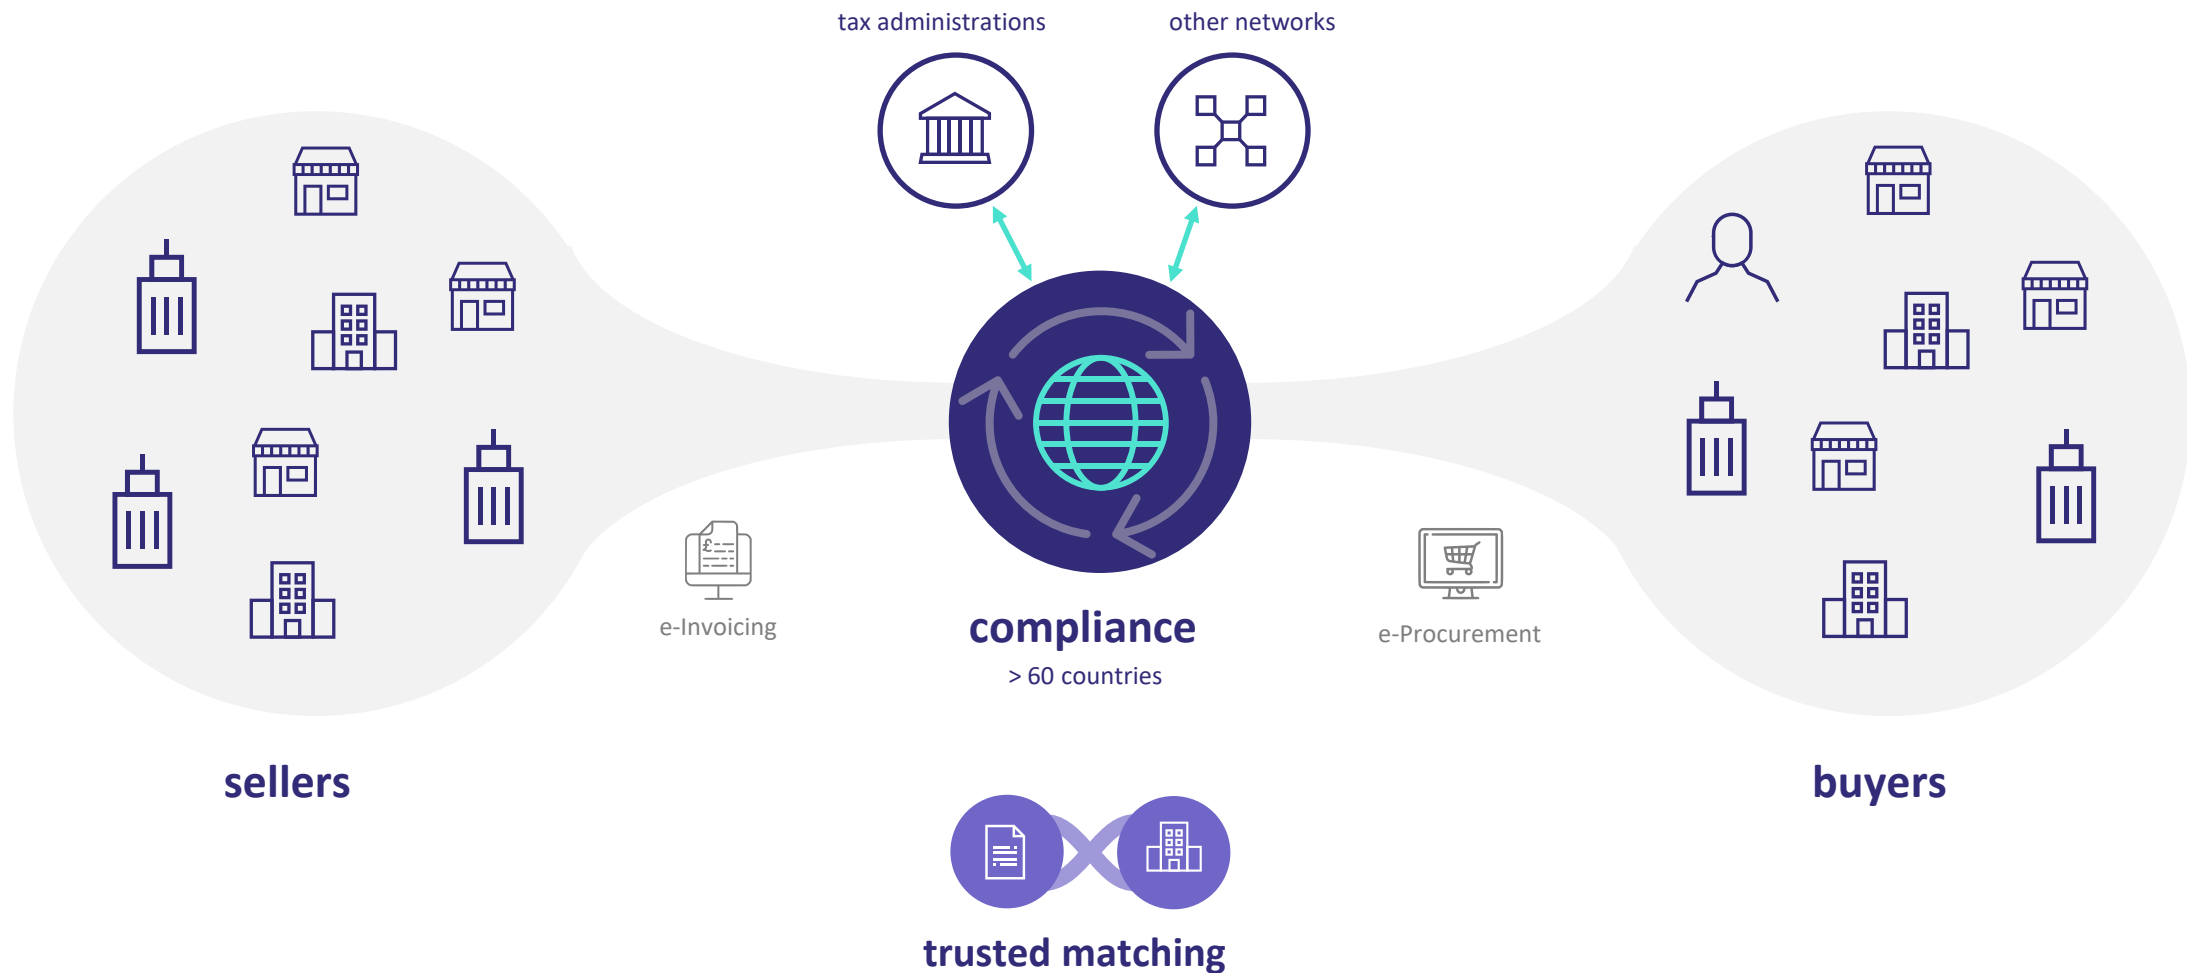 tax administrations
other networks
£
e-Invoicing
compliance
> 60 countries
e-Procurement
sellers
buyers
trusted matching